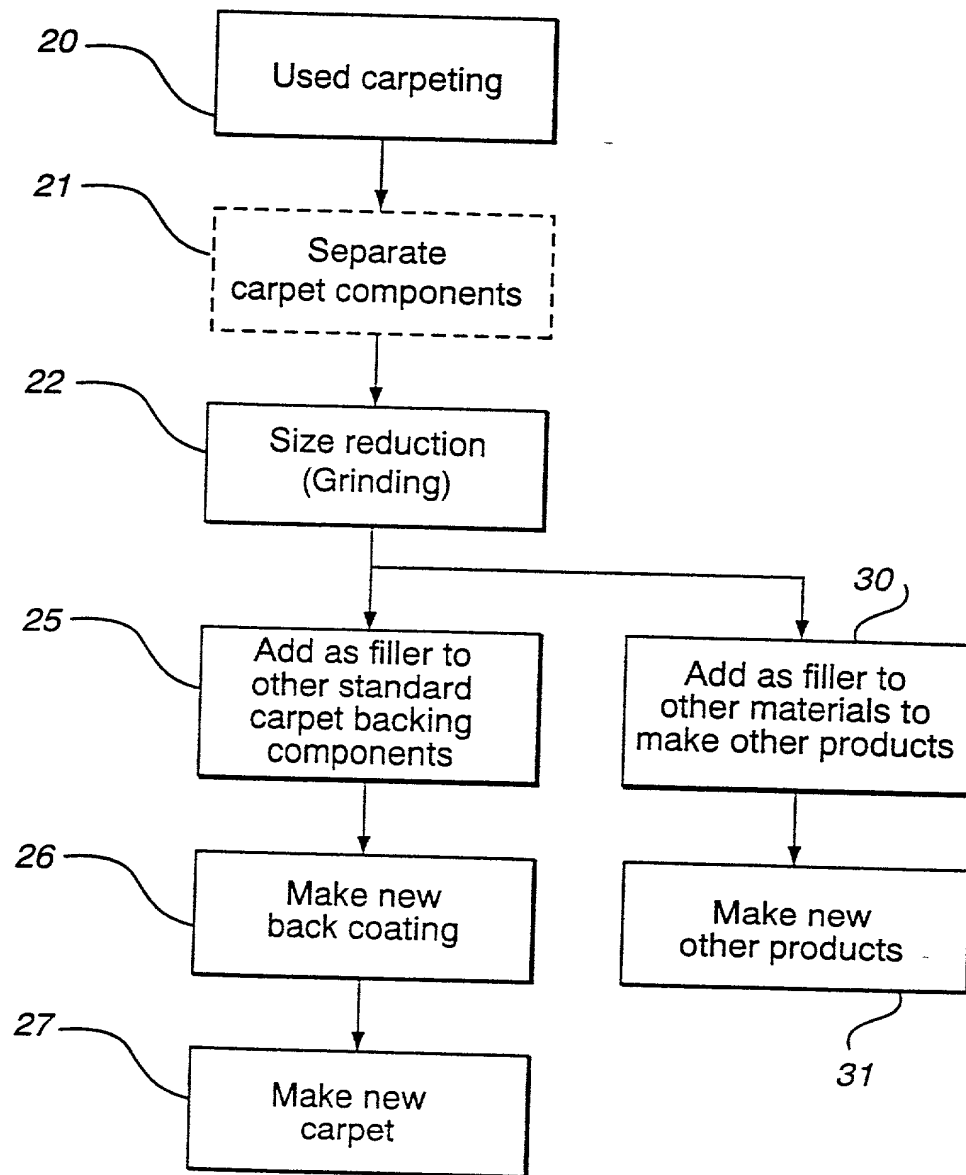 20
Used carpeting
21
Separate
carpet components
22
Size reduction
(Grinding)
25
Add as filler to
other standard
carpet backing
components
30
Add as filler to
other materials to
make other products
26
Make new
back coating
Make new
other products
31
27
Make new
carpet